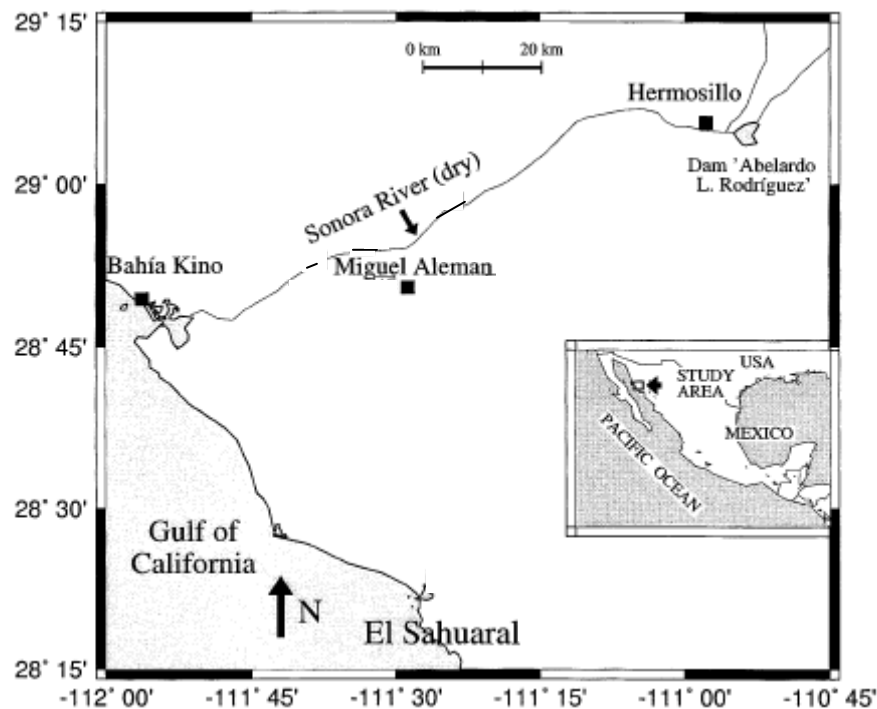 29° 15'
0 km 20 km
Hermosillo
Dam 'Abelardo
L. Rodríguez'
29° 00'
Sonora River (dry)
Bahía Kino
Miguel Aleman
28° 45'
USA
STUDY
AREA
MEXICO
PACIFIC OCEAN
28° 30'
Gulf of
California
N
El Sahuaral
28° 15'
-112° 00' -111° 45' -111° 30' -111° 15' -111° 00' -110° 45'